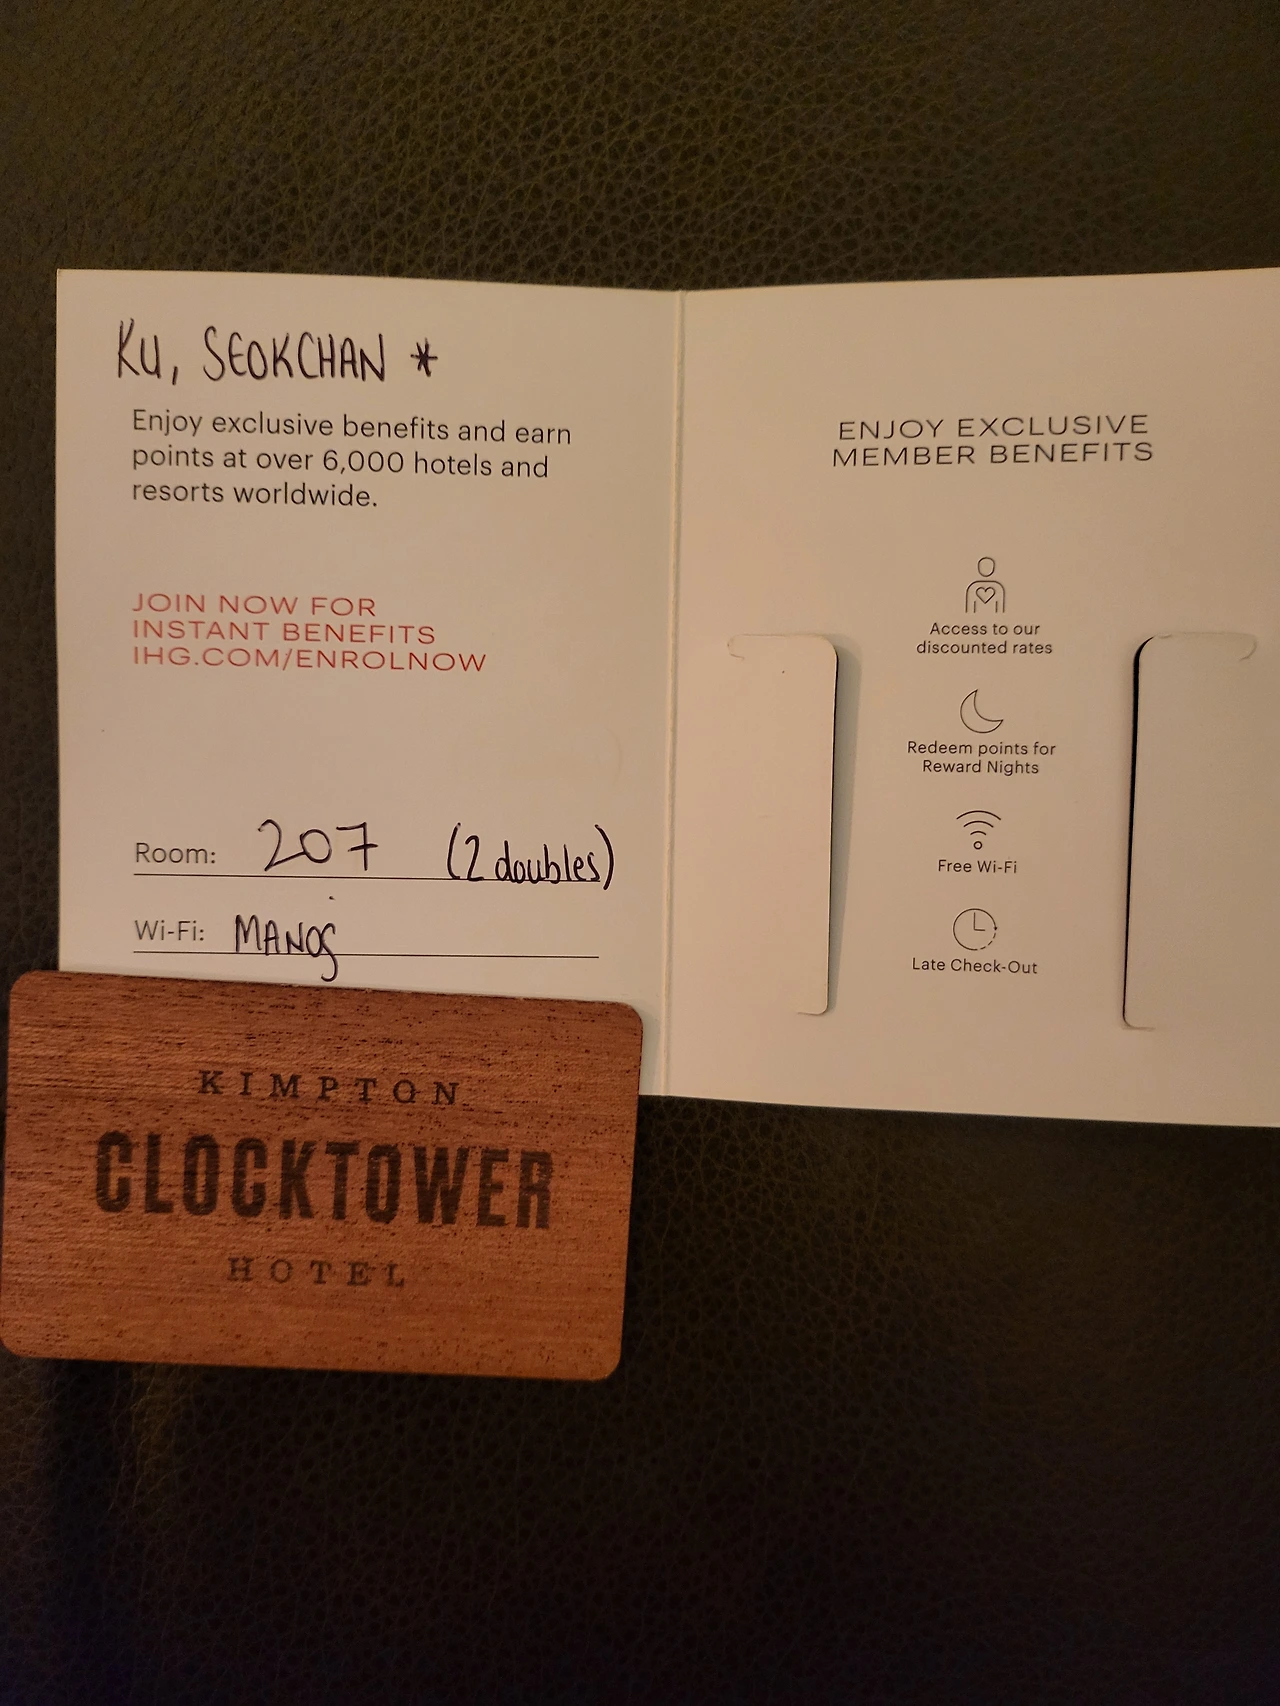 KU, SEOKCHAN *
Enjoy exclusive benefits and earn
points at over 6,000 hotels and
resorts worldwide.
JOIN NOW FOR
INSTANT BENEFITS
IHG.COM/ENROLNOW
Room: 207 (2 doubles)
Wi-Fi:
KIMPTON
CLOCKTOWER
HOTEL
ENJOY EXCLUSIVE
MEMBER BENEFITS
Access to our
discounted rates
Redeem points for
Reward Nights
Free Wi-Fi
Late Check-Out